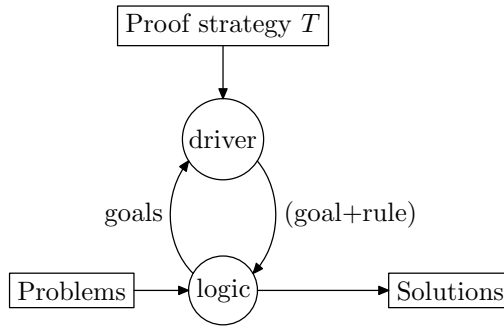 Proof strategy T
driver
goals
(goal+rule)
Problems
logic
Solutions